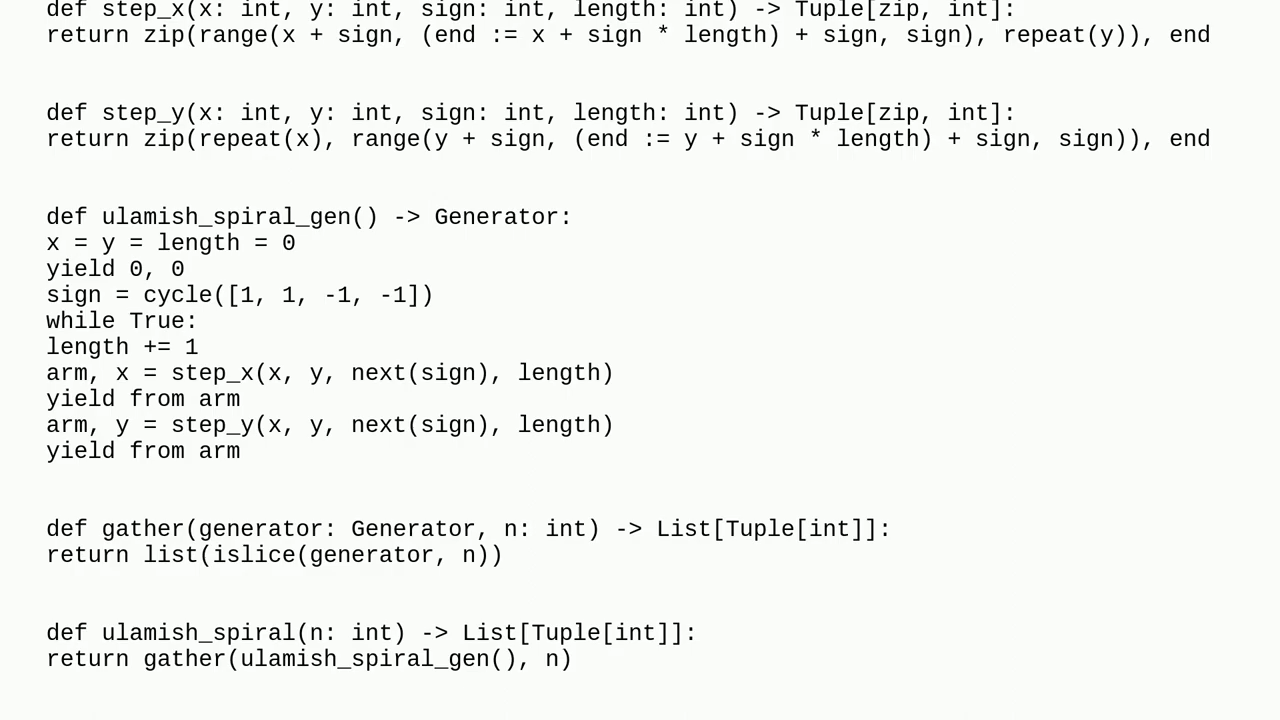 def step_x(x: int, y: int, sign: int, length: int) -> Tuple[zip, int]:
return zip(range(x + sign, (end := x + sign * length) + sign, sign), repeat(y)), end
def step_y(x: int, y: int, sign: int, length: int) -> Tuple[zip, int]:
return zip(repeat(x), range(y + sign, (end := y + sign * length) + sign, sign)), end
def ulamish_spiral_gen() -> Generator:
x = y = length = 0
yield 0, 0
sign = cycle([1, 1, -1, -1])
while True:
length += 1
arm, x = step_x(x, y, next(sign), length)
yield from arm
arm, y = step_y(x, y, next(sign), length)
yield from arm
def gather(generator: Generator, n: int) -> List[Tuple[int]]:
return list(islice(generator, n))
def ulamish_spiral(n: int) -> List[Tuple[int]]:
return gather(ulamish_spiral_gen(), n)